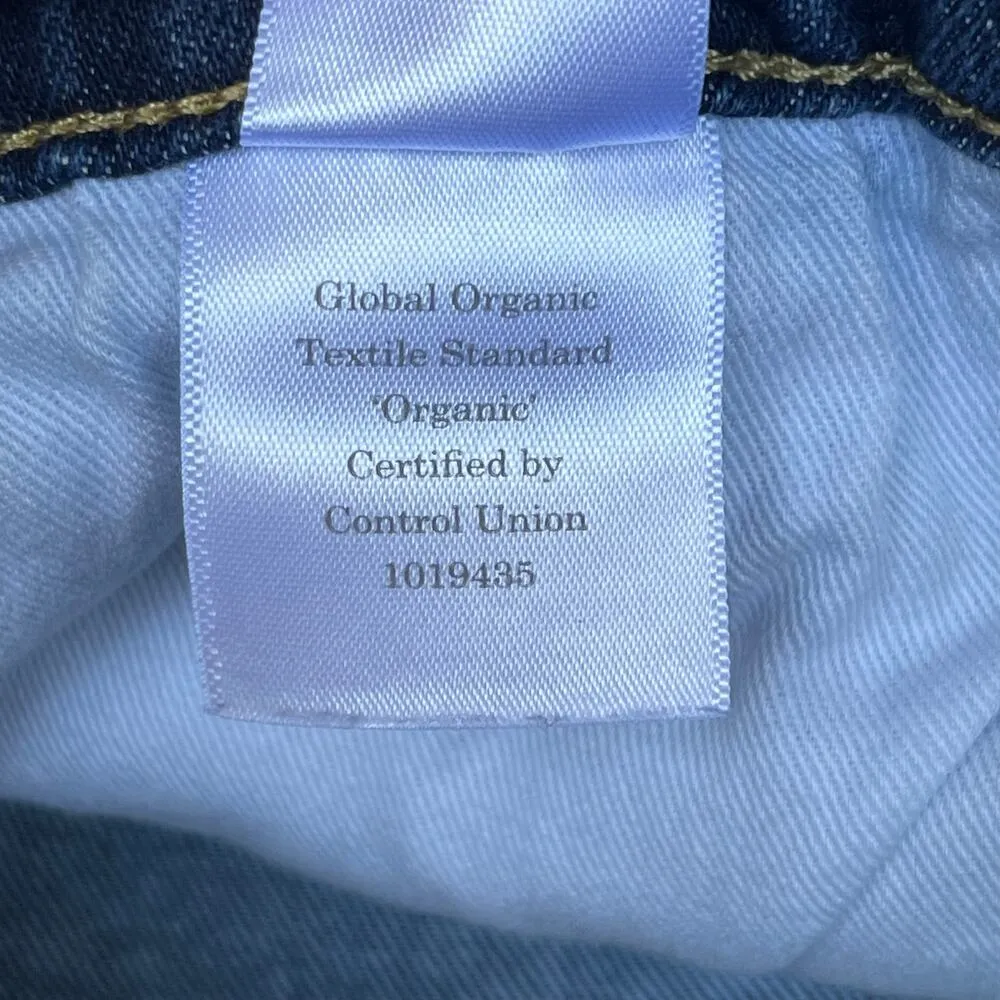 Global Organic
Textile Standard
'Organic'
Certified by
Control Union
1019435